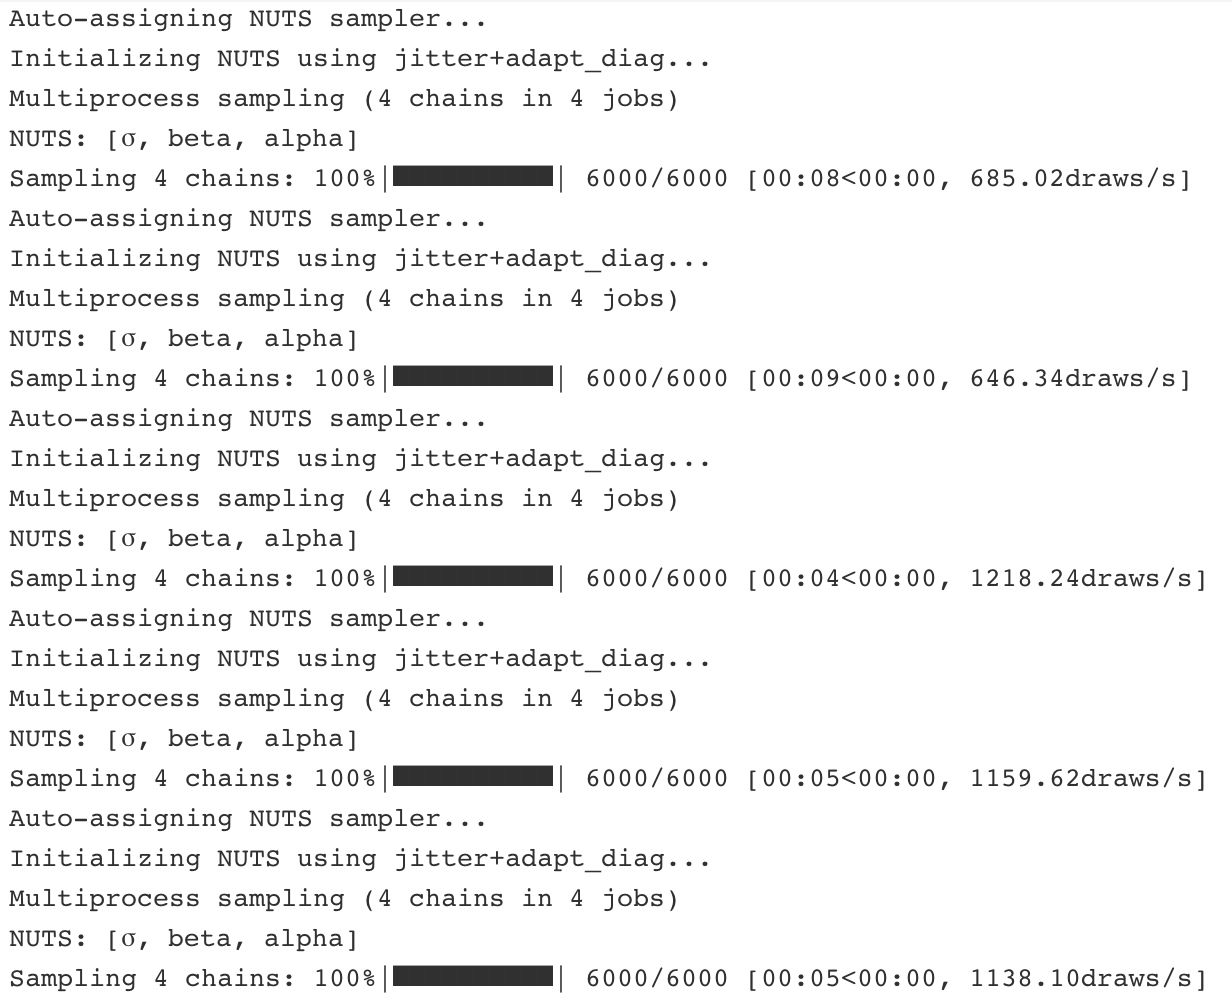 Auto-assigning NUTS sampler...
Initializing NUTS using jitter+adapt_diag...
Multiprocess sampling (4 chains in 4 jobs)
NUTS: [σ, beta, alpha]
Sampling 4 chains: 100%|██████████| 6000/6000 [00:08<00:00, 685.02draws/s]
Auto-assigning NUTS sampler...
Initializing NUTS using jitter+adapt_diag...
Multiprocess sampling (4 chains in 4 jobs)
NUTS: [σ, beta, alpha]
Sampling 4 chains: 100%|██████████| 6000/6000 [00:09<00:00, 646.34draws/s]
Auto-assigning NUTS sampler...
Initializing NUTS using jitter+adapt_diag...
Multiprocess sampling (4 chains in 4 jobs)
NUTS: [σ, beta, alpha]
Sampling 4 chains: 100%|██████████| 6000/6000 [00:04<00:00, 1218.24draws/s]
Auto-assigning NUTS sampler...
Initializing NUTS using jitter+adapt_diag...
Multiprocess sampling (4 chains in 4 jobs)
NUTS: [σ, beta, alpha]
Sampling 4 chains: 100%|██████████| 6000/6000 [00:05<00:00, 1159.62draws/s]
Auto-assigning NUTS sampler...
Initializing NUTS using jitter+adapt_diag...
Multiprocess sampling (4 chains in 4 jobs)
NUTS: [σ, beta, alpha]
Sampling 4 chains: 100%|██████████| 6000/6000 [00:05<00:00, 1138.10draws/s]